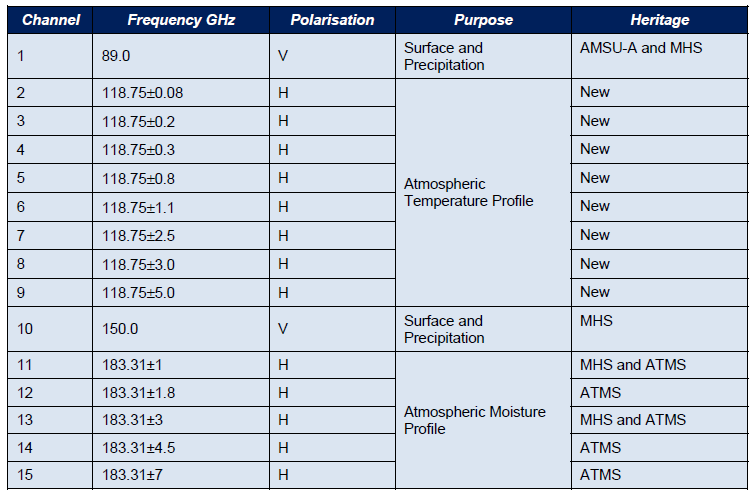 Channel Frequency GHz Polarisation Purpose Heritage
1 89.0 V Surface and Precipitation AMSU-A and MHS
2 118.75±0.08 H Atmospheric Temperature Profile New
3 118.75±0.2 H New
4 118.75±0.3 H New
5 118.75±0.8 H New
6 118.75±1.1 H New
7 118.75±2.5 H New
8 118.75±3.0 H New
9 118.75±5.0 H New
10 150.0 V Surface and Precipitation MHS
11 183.31±1 H Atmospheric Moisture Profile MHS and ATMS
12 183.31±1.8 H ATMS
13 183.31±3 H MHS and ATMS
14 183.31±4.5 H ATMS
15 183.31±7 H ATMS